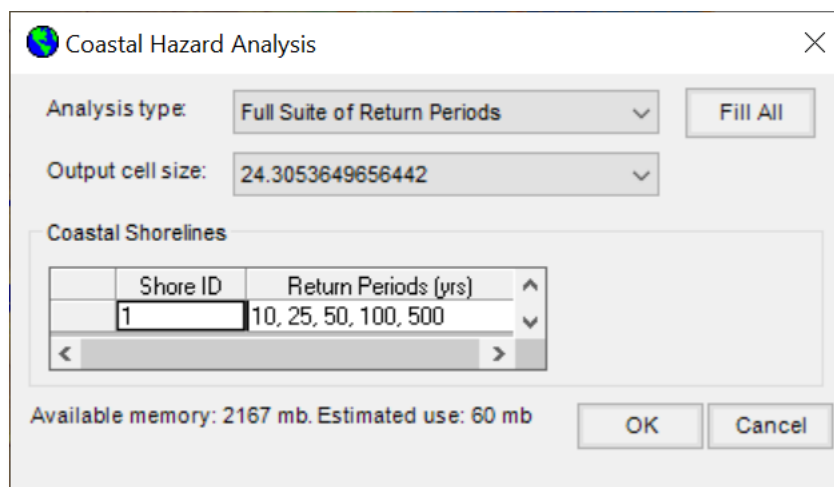 Coastal Hazard Analysis
Analysis type: Full Suite of Return Periods Fill All
Output cell size: 24.3053649656442
Coastal Shorelines
Shore ID Return Periods (yrs)
1 10, 25, 50, 100, 500
Available memory: 2167 mb. Estimated use: 60 mb OK Cancel